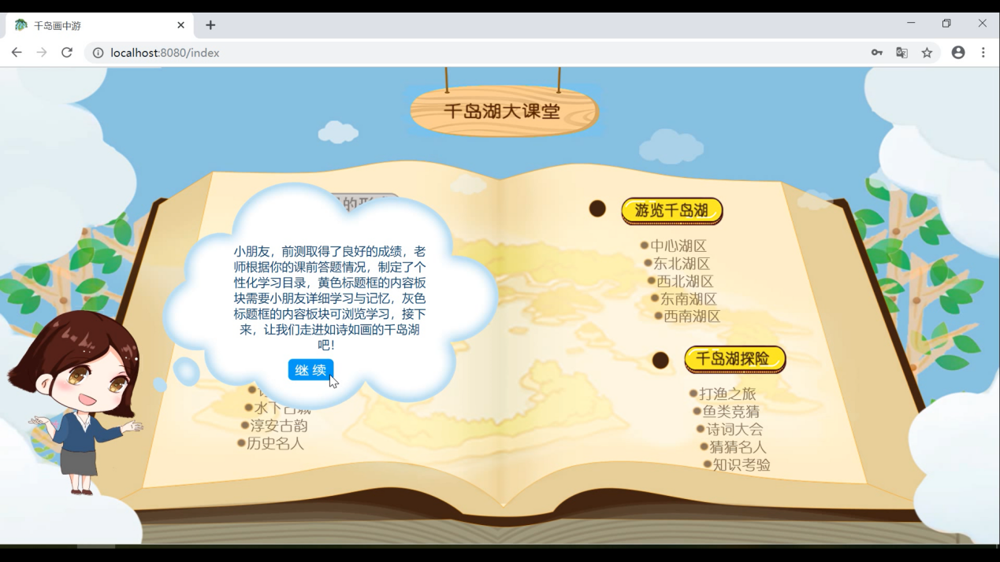 千岛画中游
localhost:8080/index
千岛湖大课堂
的形
小朋友，前测取得了良好的成绩，老
师根据你的课前答题情况，制定了个
性化学习目录，黄色标题框的内容板
块需要小朋友详细学习与记忆，灰色
标题框的内容板块可浏览学习，接下
来，让我们走进如诗如画的千岛湖
吧！
继 续
水下古城
淳安古韵
历史名人
游览千岛湖
中心湖区
东北湖区
西北湖区
东南湖区
西南湖区
千岛湖探险
打渔之旅
鱼类竞猜
诗词大会
猜猜名人
知识考验